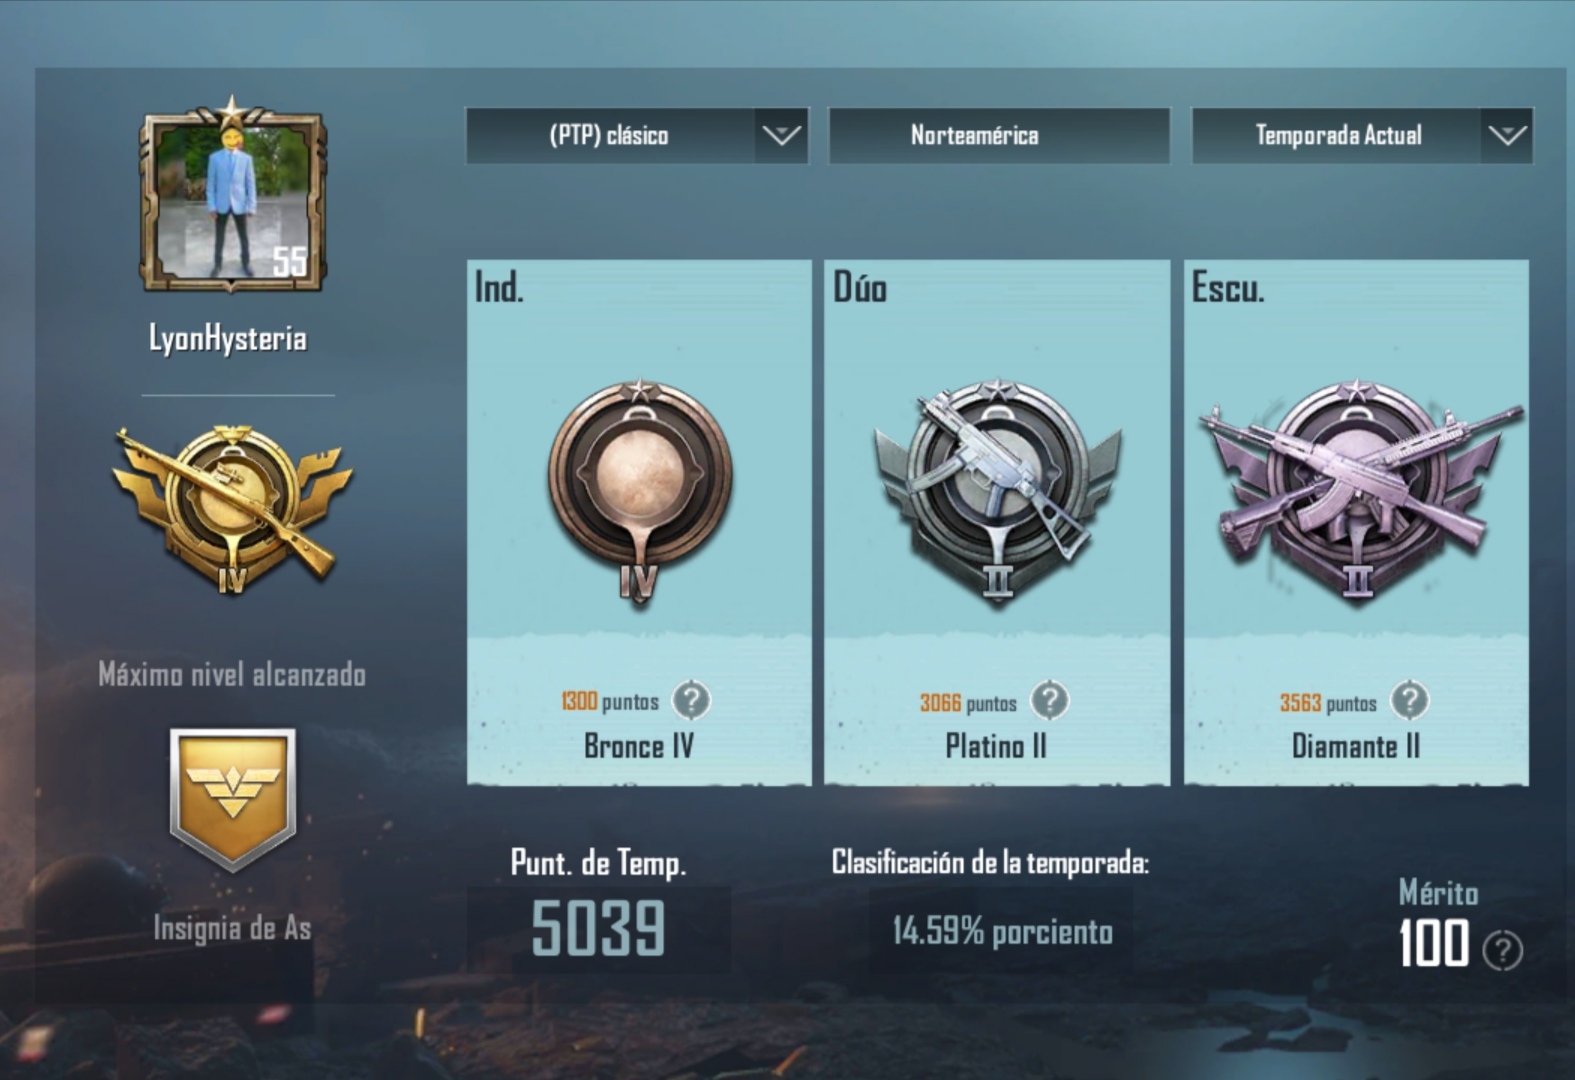 (PTP) clásico
Norteamérica
Temporada Actual
55
LyonHysteria
IV
Máximo nivel alcanzado
Insignia de As
Ind.
IV
1300 puntos ?
Bronce IV
Dúo
II
3066 puntos ?
Platino II
Escu.
II
3563 puntos ?
Diamante II
Punt. de Temp.
5039
Clasificación de la temporada:
14.59% porciento
Mérito
100 ?